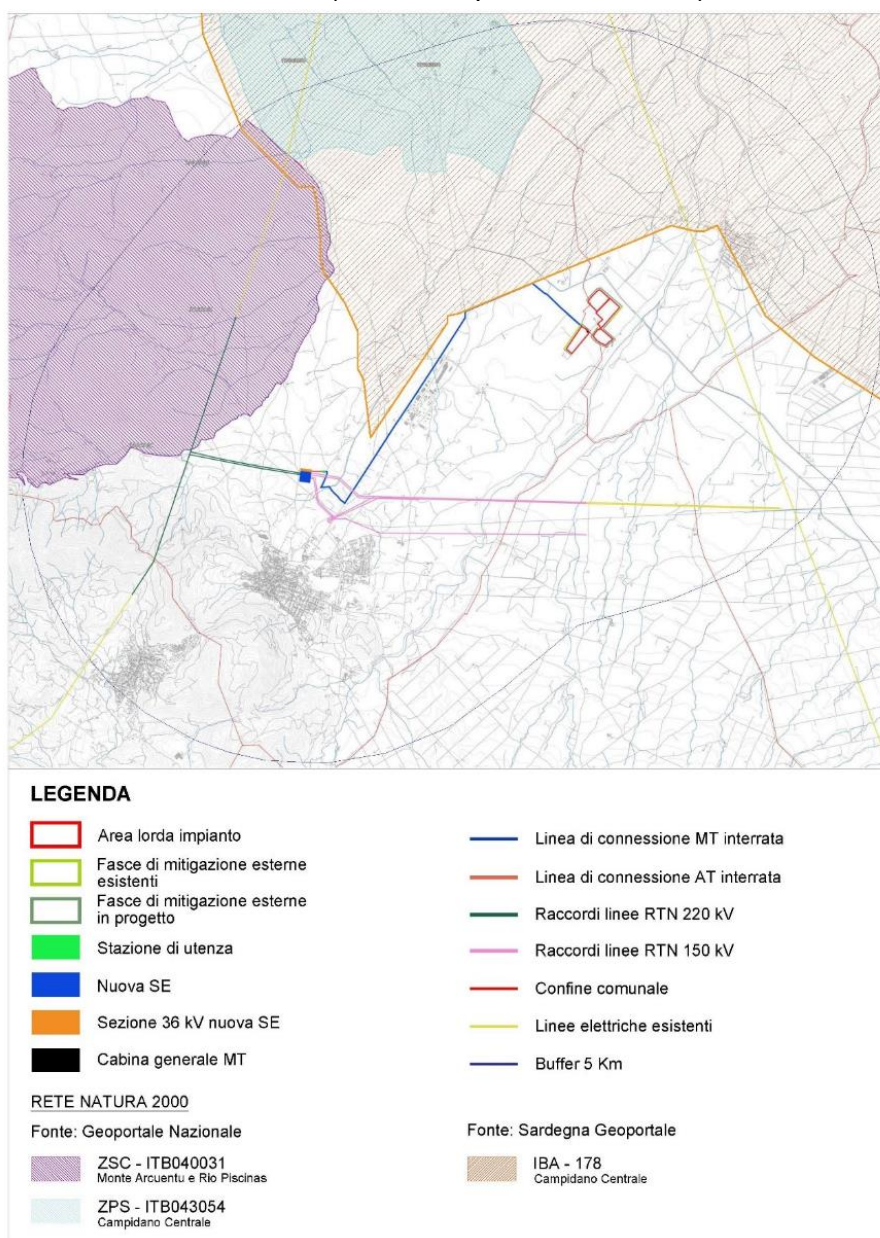 LEGENDA
Area lorda impianto
Fasce di mitigazione esterne
esistenti
Fasce di mitigazione esterne
in progetto
Stazione di utenza
Nuova SE
Sezione 36 kV nuova SE
Cabina generale MT
Linea di connessione MT interrata
Linea di connessione AT interrata
Raccordi linee RTN 220 kV
Raccordi linee RTN 150 kV
Confine comunale
Linee elettriche esistenti
Buffer 5 Km
RETE NATURA 2000
Fonte: Geoportale Nazionale
ZSC - ITB040031
Monte Arcuentu e Rio Piscinas
ZPS - ITB043054
Campidano Centrale
Fonte: Sardegna Geoportale
IBA - 178
Campidano Centrale